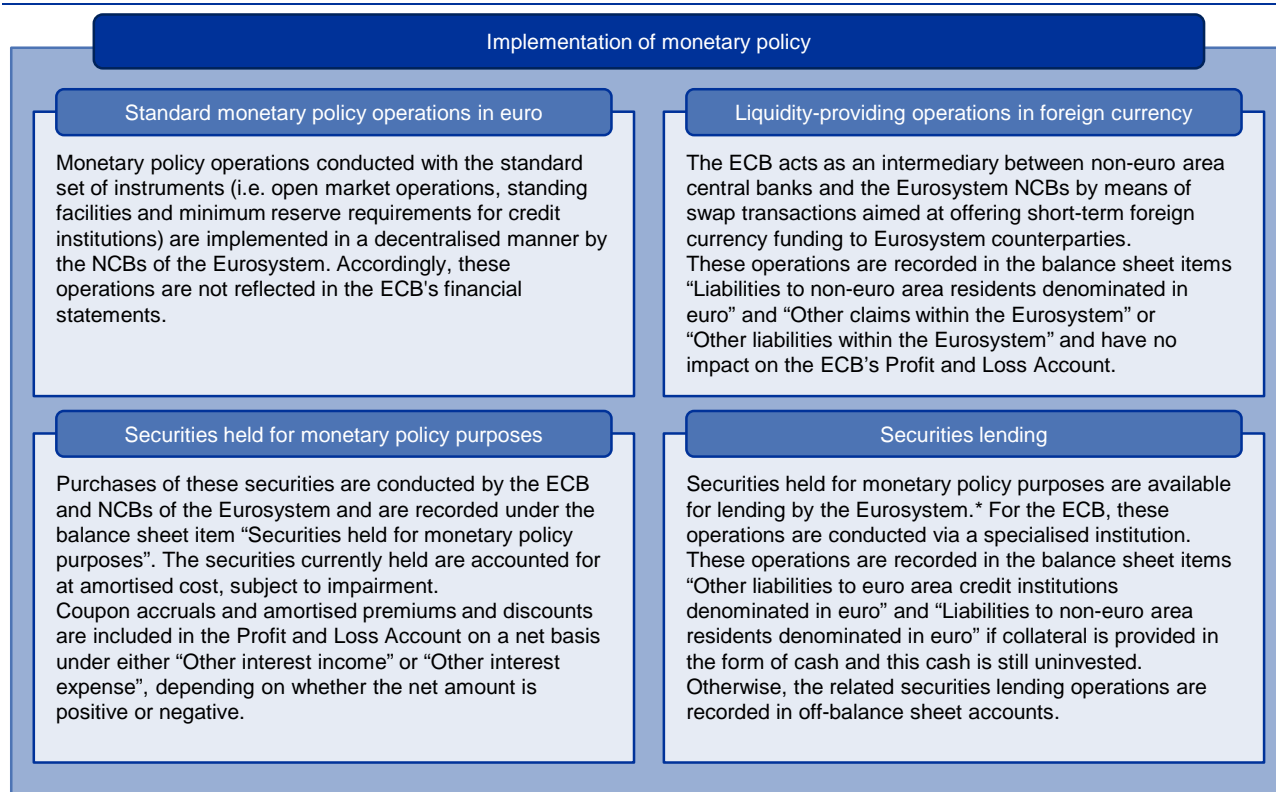 Implementation of monetary policy
Standard monetary policy operations in euro
Monetary policy operations conducted with the standard
set of instruments (i.e. open market operations, standing
facilities and minimum reserve requirements for credit
institutions) are implemented in a decentralised manner by
the NCBs of the Eurosystem. Accordingly, these
operations are not reflected in the ECB's financial
statements.
Liquidity-providing operations in foreign currency
The ECB acts as an intermediary between non-euro area
central banks and the Eurosystem NCBs by means of
swap transactions aimed at offering short-term foreign
currency funding to Eurosystem counterparties.
These operations are recorded in the balance sheet items
“Liabilities to non-euro area residents denominated in
euro” and “Other claims within the Eurosystem” or
“Other liabilities within the Eurosystem” and have no
impact on the ECB’s Profit and Loss Account.
Securities held for monetary policy purposes
Purchases of these securities are conducted by the ECB
and NCBs of the Eurosystem and are recorded under the
balance sheet item “Securities held for monetary policy
purposes”. The securities currently held are accounted for
at amortised cost, subject to impairment.
Coupon accruals and amortised premiums and discounts
are included in the Profit and Loss Account on a net basis
under either “Other interest income” or “Other interest
expense”, depending on whether the net amount is
positive or negative.
Securities lending
Securities held for monetary policy purposes are available
for lending by the Eurosystem.* For the ECB, these
operations are conducted via a specialised institution.
These operations are recorded in the balance sheet items
“Other liabilities to euro area credit institutions
denominated in euro” and “Liabilities to non-euro area
residents denominated in euro” if collateral is provided in
the form of cash and this cash is still uninvested.
Otherwise, the related securities lending operations are
recorded in off-balance sheet accounts.